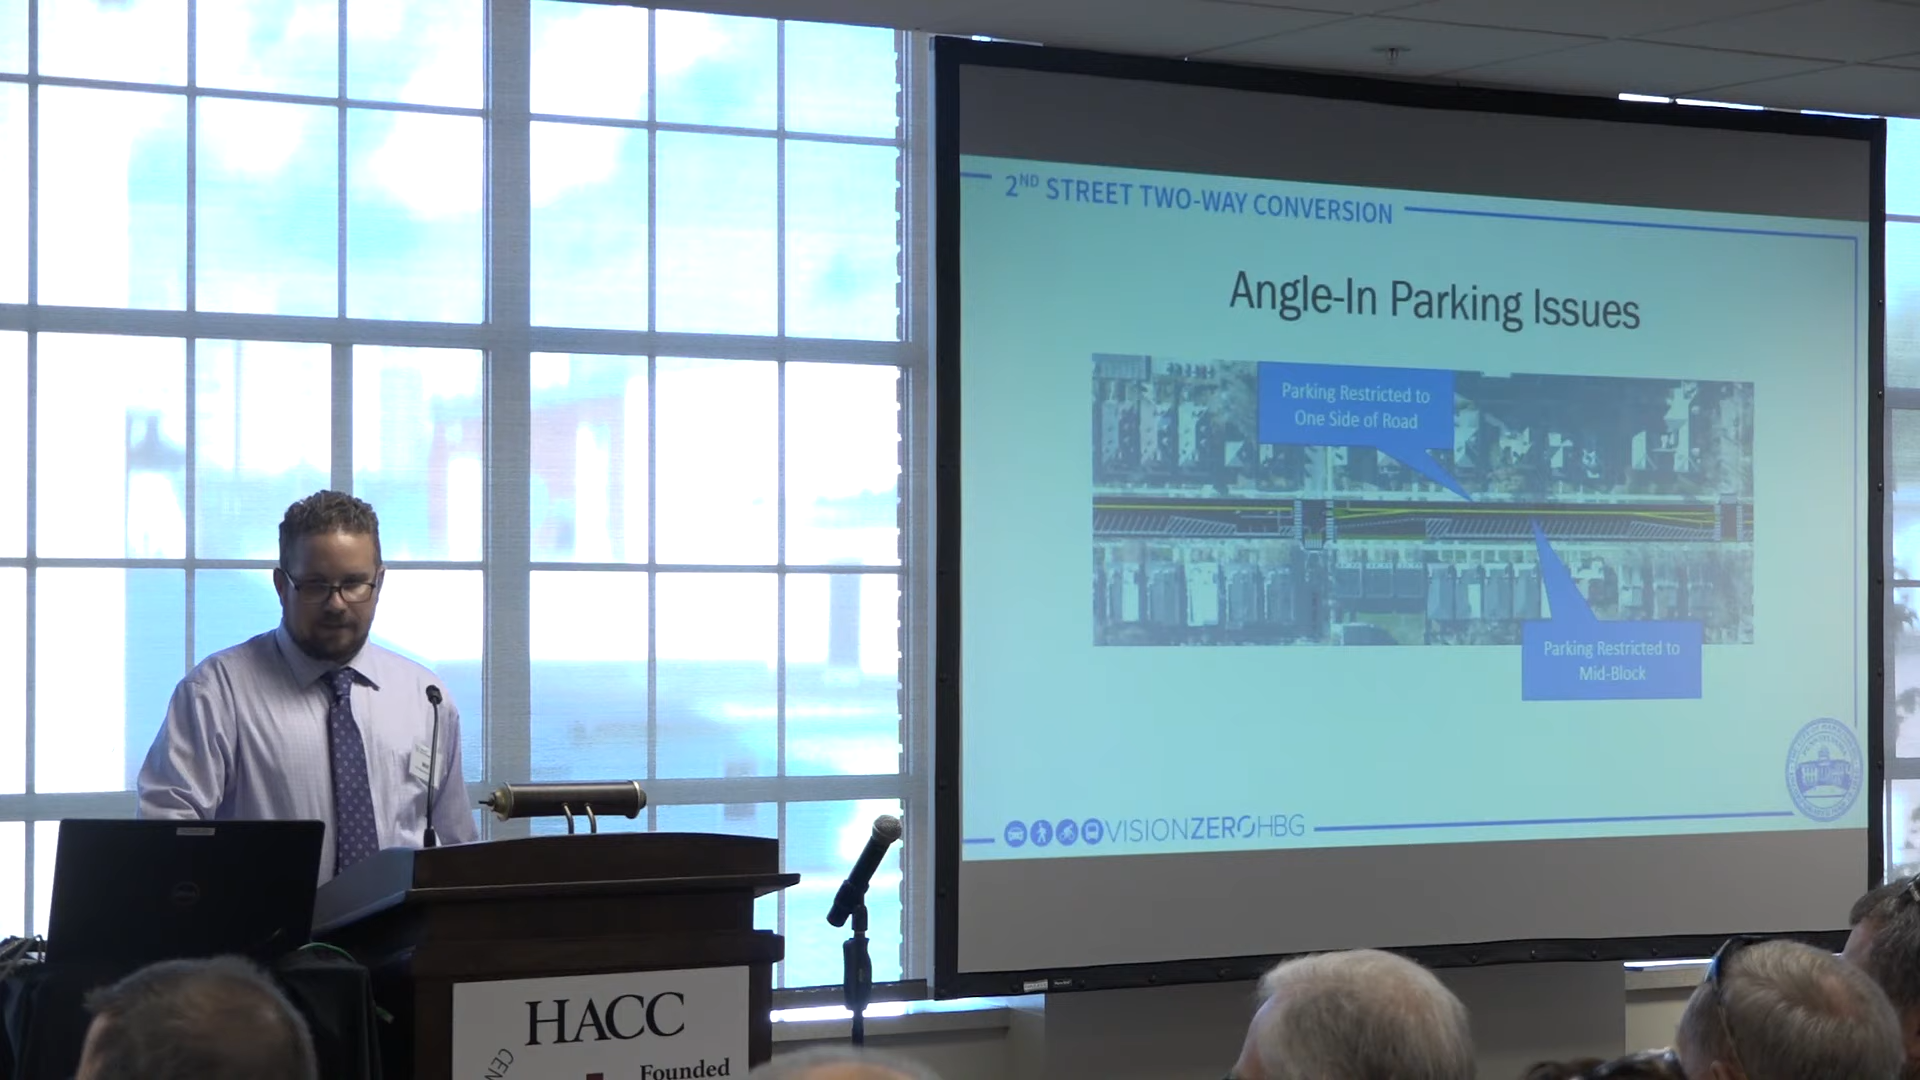 2ND STREET TWO-WAY CONVERSION
Angle-In Parking Issues
Parking Restricted to
One Side of Road
Parking Restricted to
Mid-Block
VISIONZEROHBG
HACC
Founded